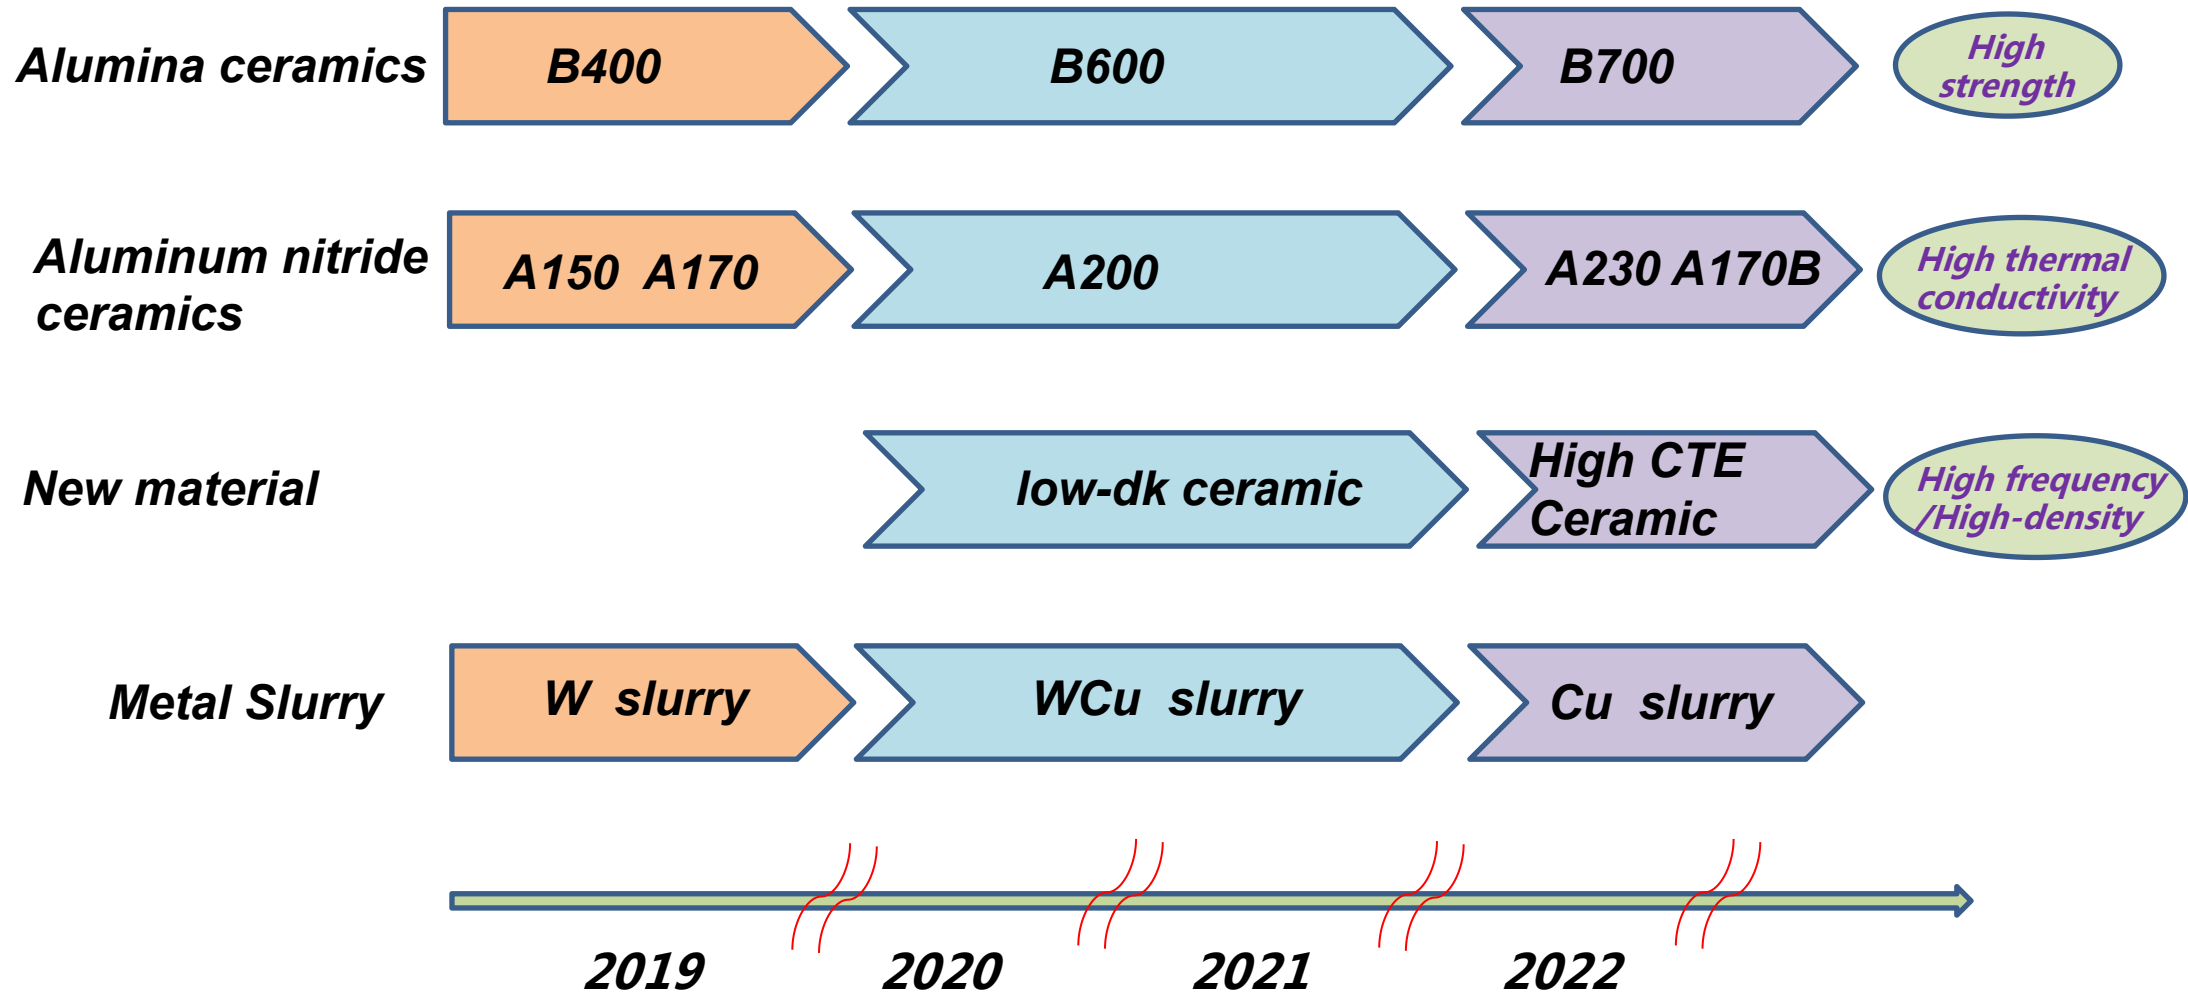 Alumina ceramics
B400
B600
B700
High
strength
Aluminum nitride
ceramics
A150 A170
A200
A230 A170B
High thermal
conductivity
New material
low-dk ceramic
High CTE
Ceramic
High frequency
/High-density
Metal Slurry
W slurry
WCu slurry
Cu slurry
2019
2020
2021
2022